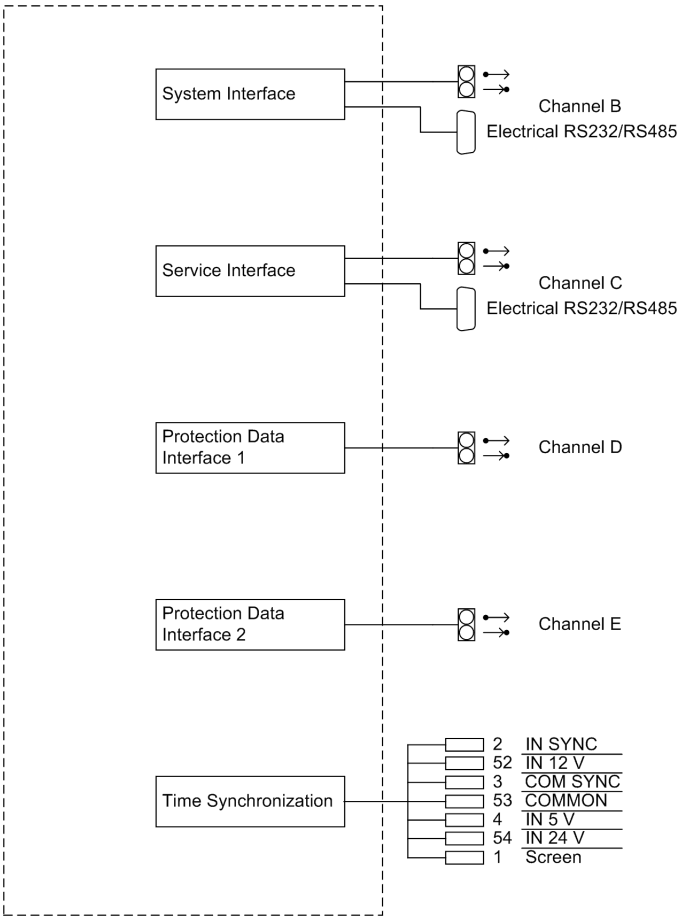 System Interface
Channel B
Electrical RS232/RS485
Service Interface
Channel C
Electrical RS232/RS485
Protection Data
Interface 1
Channel D
Protection Data
Interface 2
Channel E
Time Synchronization
2 IN SYNC
52 IN 12 V
3 COM SYNC
53 COMMON
4 IN 5 V
54 IN 24 V
1 Screen